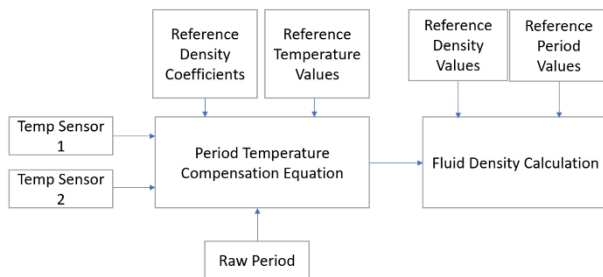 Reference
Density
Coefficients
Reference
Temperature
Values
Reference
Density
Values
Reference
Period
Values
Temp Sensor
1
Temp Sensor
2
Period Temperature
Compensation Equation
Fluid Density Calculation
Raw Period